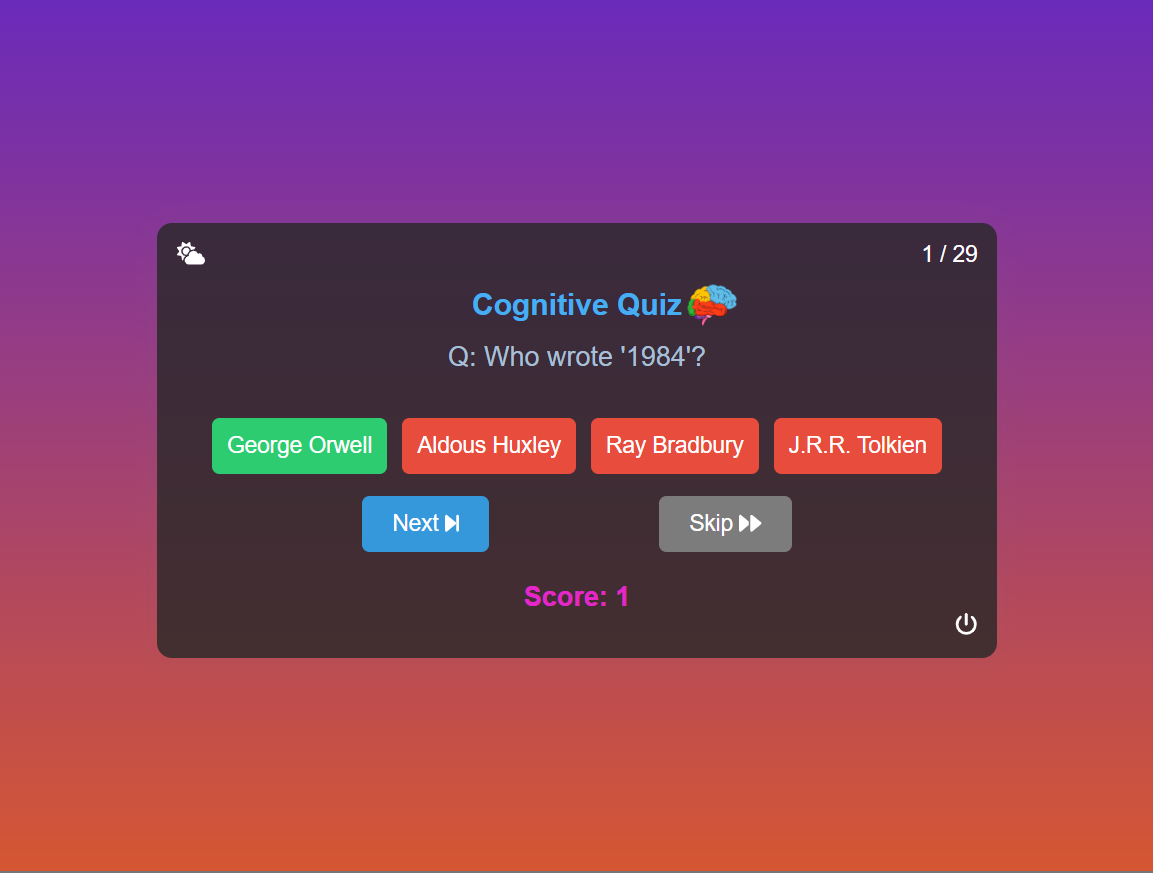 1 / 29
Cognitive Quiz
Q: Who wrote '1984'?
George Orwell Aldous Huxley Ray Bradbury J.R.R. Tolkien
Next Skip
Score: 1